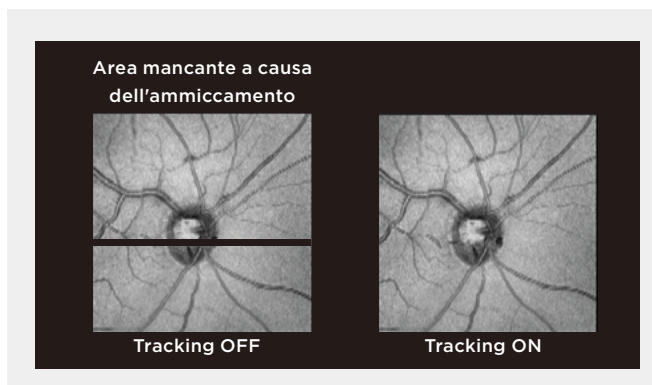 Area mancante a causa
dell'ammiccamento
Tracking OFF
Tracking ON